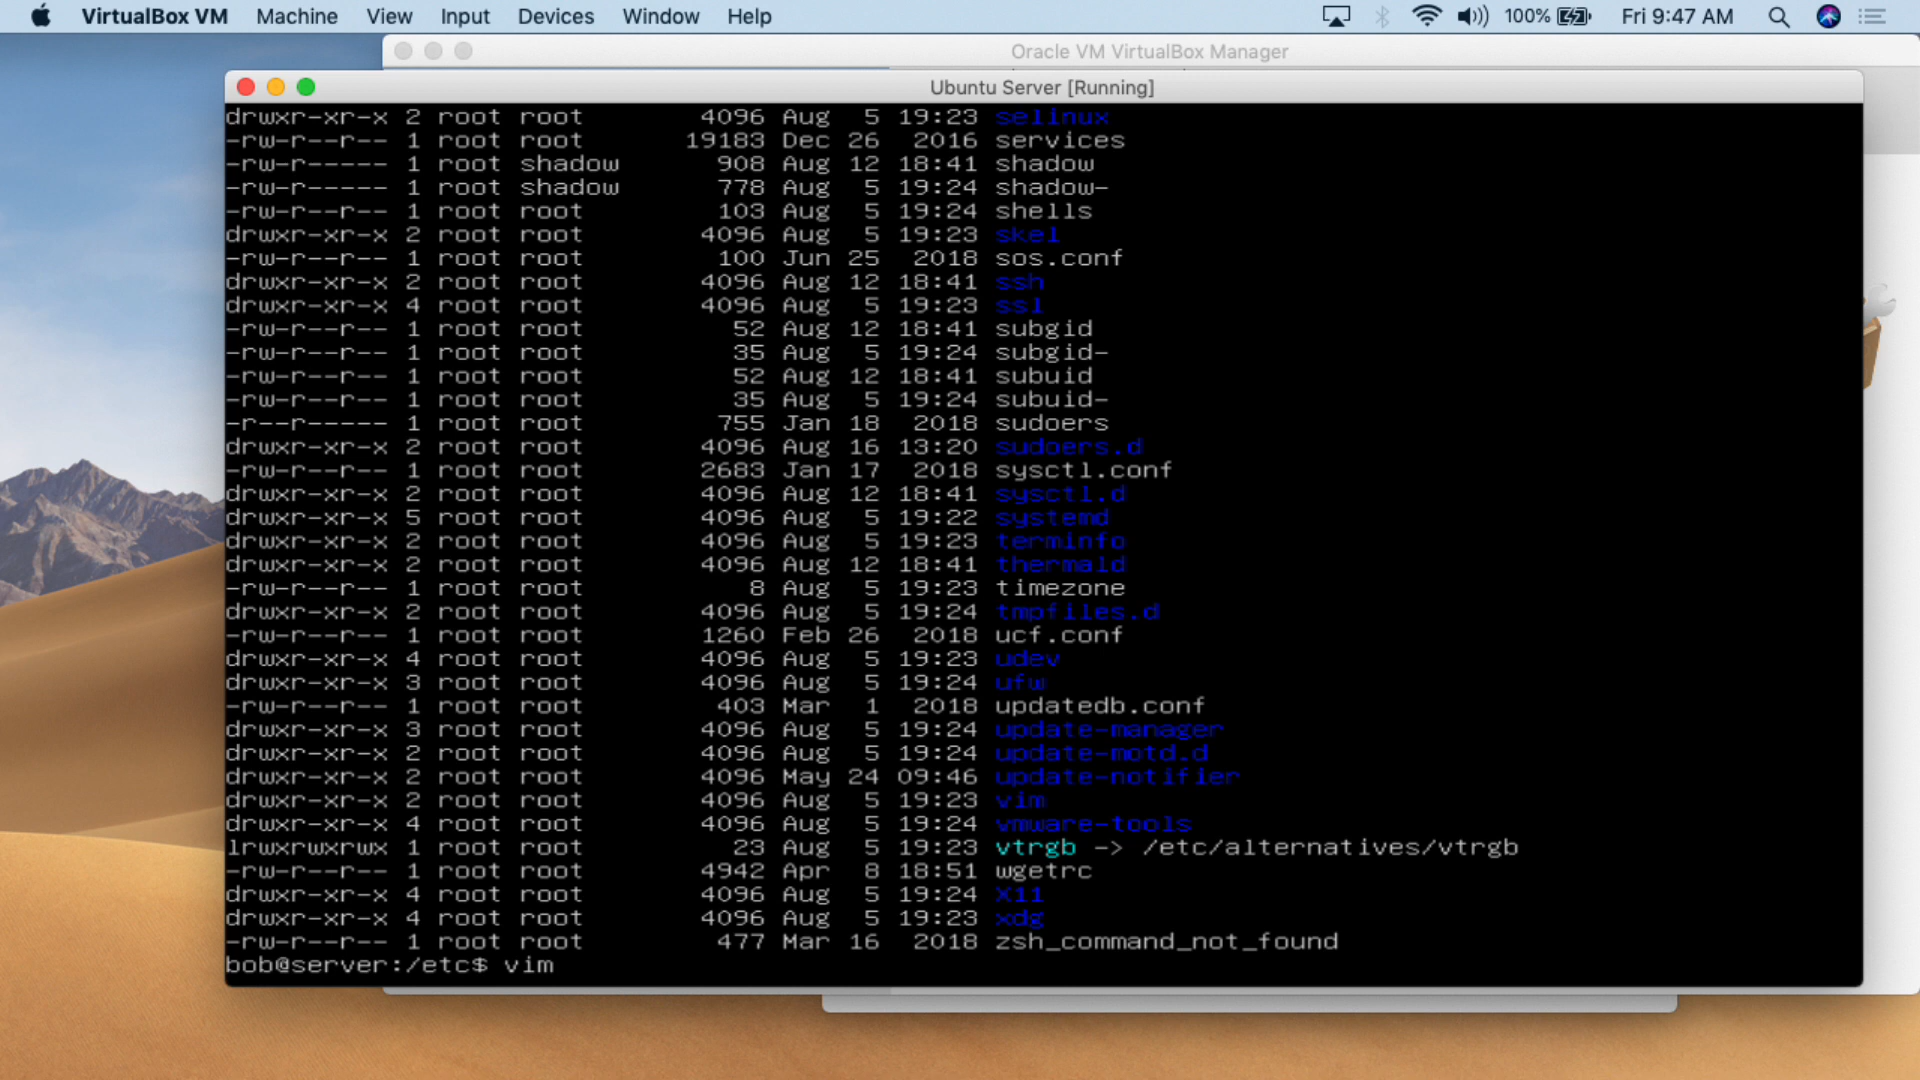 VirtualBox VM Machine View Input Devices Window Help 100% Fri 9:47 AM
Oracle VM VirtualBox Manager
Ubuntu Server [Running]
drwxr-xr-x 2 root root 4096 Aug 5 19:23 selinux
-rw-r--r-- 1 root root 19183 Dec 26 2016 services
-rw-r----- 1 root shadow 908 Aug 12 18:41 shadow
-rw-r----- 1 root shadow 778 Aug 5 19:24 shadow-
-rw-r--r-- 1 root root 103 Aug 5 19:24 shells
drwxr-xr-x 2 root root 4096 Aug 5 19:23 skel
-rw-r--r-- 1 root root 100 Jun 25 2018 sos.conf
drwxr-xr-x 2 root root 4096 Aug 12 18:41 ssh
drwxr-xr-x 4 root root 4096 Aug 5 19:23 ssl
-rw-r--r-- 1 root root 52 Aug 12 18:41 subgid
-rw-r--r-- 1 root root 35 Aug 5 19:24 subgid-
-rw-r--r-- 1 root root 52 Aug 12 18:41 subuid
-rw-r--r-- 1 root root 35 Aug 5 19:24 subuid-
-r--r----- 1 root root 755 Jan 18 2018 sudoers
drwxr-xr-x 2 root root 4096 Aug 16 13:20 sudoers.d
-rw-r--r-- 1 root root 2683 Jan 17 2018 sysctl.conf
drwxr-xr-x 2 root root 4096 Aug 12 18:41 sysctl.d
drwxr-xr-x 5 root root 4096 Aug 5 19:22 systemd
drwxr-xr-x 2 root root 4096 Aug 5 19:23 terminfo
drwxr-xr-x 2 root root 4096 Aug 12 18:41 thermald
-rw-r--r-- 1 root root 8 Aug 5 19:23 timezone
drwxr-xr-x 2 root root 4096 Aug 5 19:24 tmpfiles.d
-rw-r--r-- 1 root root 1260 Feb 26 2018 ucf.conf
drwxr-xr-x 4 root root 4096 Aug 5 19:23 udev
drwxr-xr-x 3 root root 4096 Aug 5 19:24 ufw
-rw-r--r-- 1 root root 403 Mar 1 2018 updatedb.conf
drwxr-xr-x 3 root root 4096 Aug 5 19:24 update-manager
drwxr-xr-x 2 root root 4096 Aug 5 19:24 update-motd.d
drwxr-xr-x 2 root root 4096 May 24 09:46 update-notifier
drwxr-xr-x 2 root root 4096 Aug 5 19:23 vim
drwxr-xr-x 4 root root 4096 Aug 5 19:24 vmware-tools
lrwxrwxrwx 1 root root 23 Aug 5 19:23 vtrgb -> /etc/alternatives/vtrgb
-rw-r--r-- 1 root root 4942 Apr 8 18:51 wgetrc
drwxr-xr-x 4 root root 4096 Aug 5 19:24 X11
drwxr-xr-x 4 root root 4096 Aug 5 19:23 xdg
-rw-r--r-- 1 root root 477 Mar 16 2018 zsh_command_not_found
bob@server:/etc$ vim